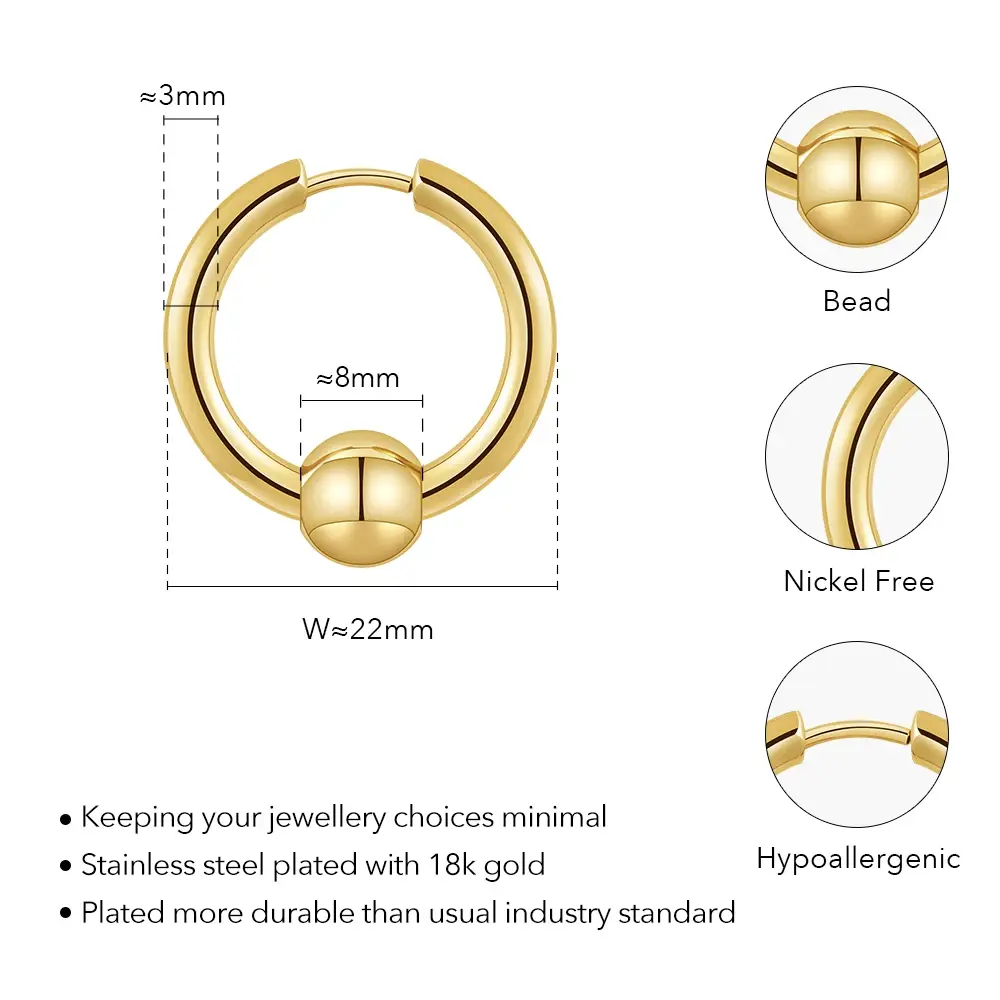 ≈3mm
Bead
≈8mm
Nickel Free
W≈22mm
• Keeping your jewellery choices minimal
• Stainless steel plated with 18k gold
• Plated more durable than usual industry standard
Hypoallergenic